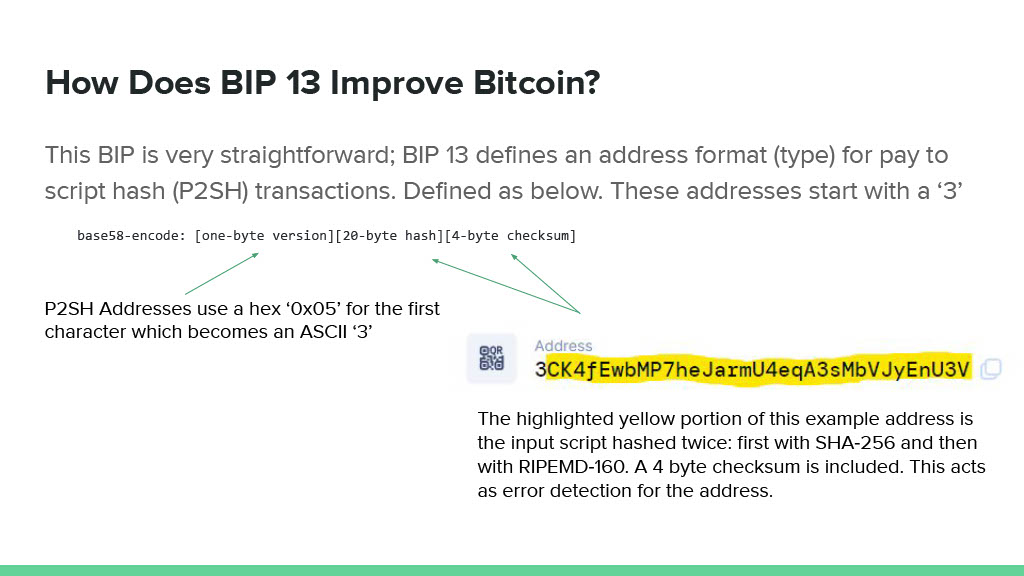 How Does BIP 13 Improve Bitcoin?
This BIP is very straightforward; BIP 13 defines an address format (type) for pay to
script hash (P2SH) transactions. Defined as below. These addresses start with a ‘3’
base58-encode: [one-byte version][20-byte hash][4-byte checksum]
P2SH Addresses use a hex ‘0x05’ for the first
character which becomes an ASCII ‘3’
QR
Address
3CK4fEwbMP7heJarmU4eqA3sMbVJyEnU3V
The highlighted yellow portion of this example address is
the input script hashed twice: first with SHA-256 and then
with RIPEMD-160. A 4 byte checksum is included. This acts
as error detection for the address.